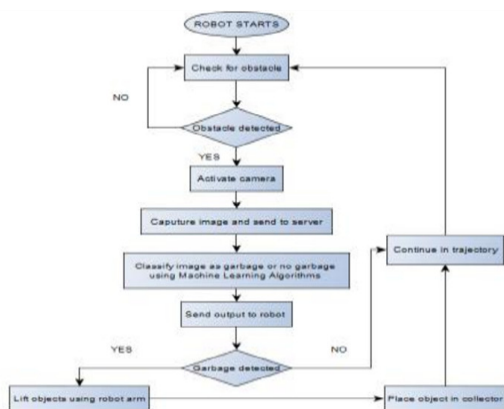 ROBOT STARTS
Check for obstacle
NO
Obstacle detected
YES
Activate camera
Caputure image and send to server
Continue in trajectory
Classify image as garbage or no garbage
using Machine Learning Algorithms
Send output to robot
YES
NO
Garbage detected
Lift objects using robot arm
Place object in collector